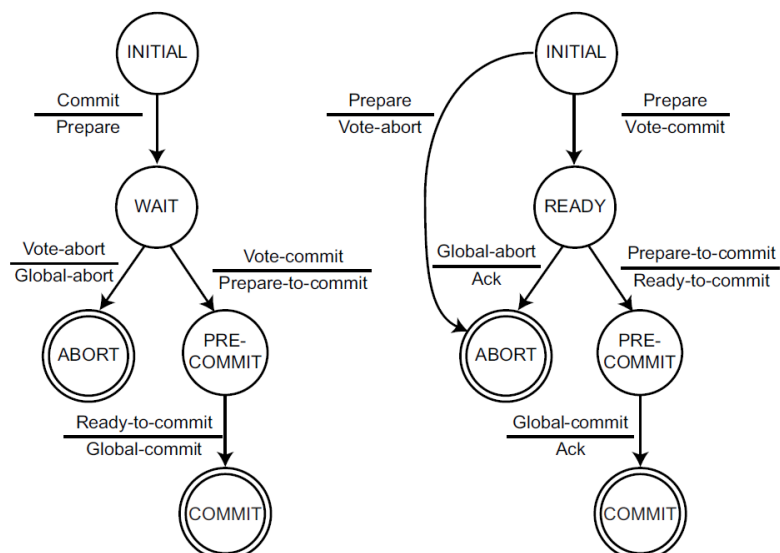 INITIAL
Commit
Prepare
WAIT
Vote-abort
Global-abort
Vote-commit
Prepare-to-commit
ABORT
PRE-
COMMIT
Ready-to-commit
Global-commit
COMMIT
INITIAL
Prepare
Vote-abort
Prepare
Vote-commit
READY
Global-abort
Ack
Prepare-to-commit
Ready-to-commit
ABORT
PRE-
COMMIT
Global-commit
Ack
COMMIT